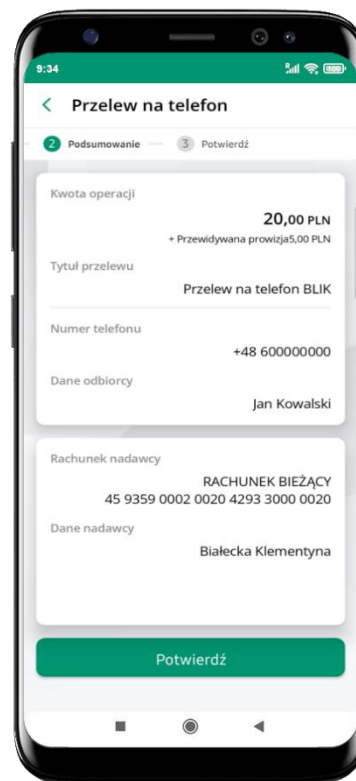 9:34
Przelew na telefon
2 Podsumowanie 3 Potwierdź
Kwota operacji
20,00 PLN
+ Przewidywana prowizja5,00 PLN
Tytuł przelewu
Przelew na telefon BLIK
Numer telefonu
+48 600000000
Dane odbiorcy
Jan Kowalski
Rachunek nadawcy
RACHUNEK BIEŻĄCY
45 9359 0002 0020 4293 3000 0020
Dane nadawcy
Białecka Klementyna
Potwierdź